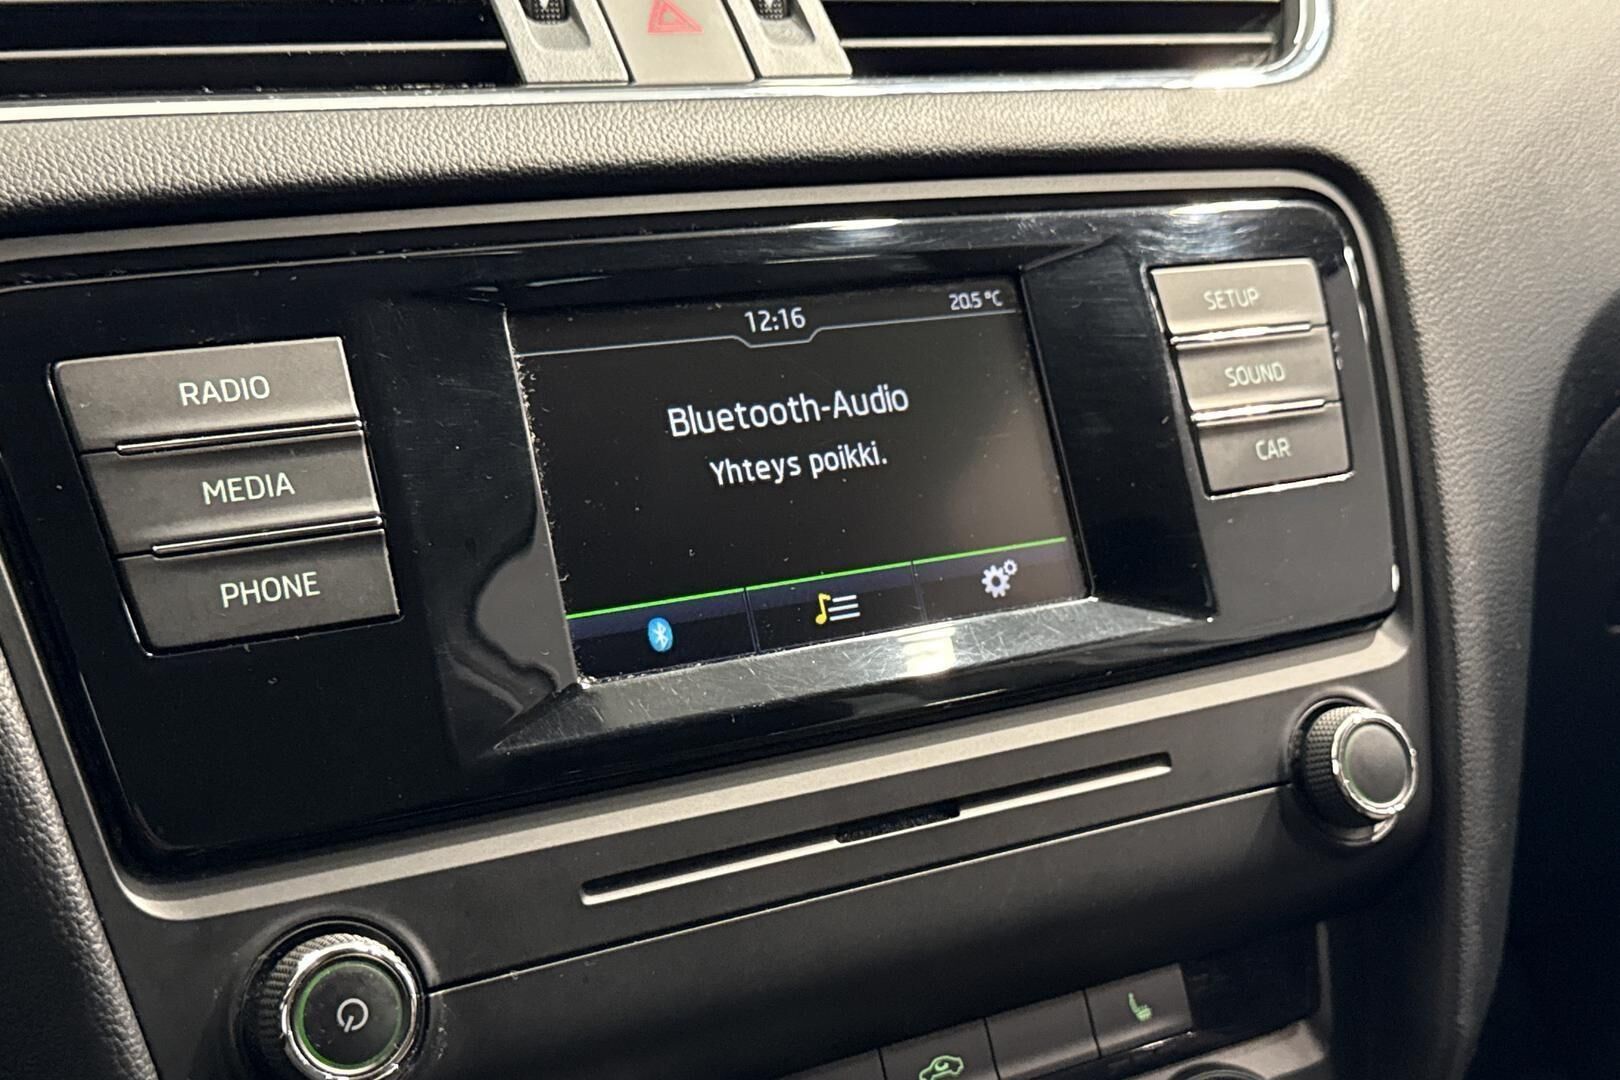 12:16
20.5 °C
RADIO
MEDIA
PHONE
Bluetooth-Audio
Yhteys poikki.
SETUP
SOUND
CAR